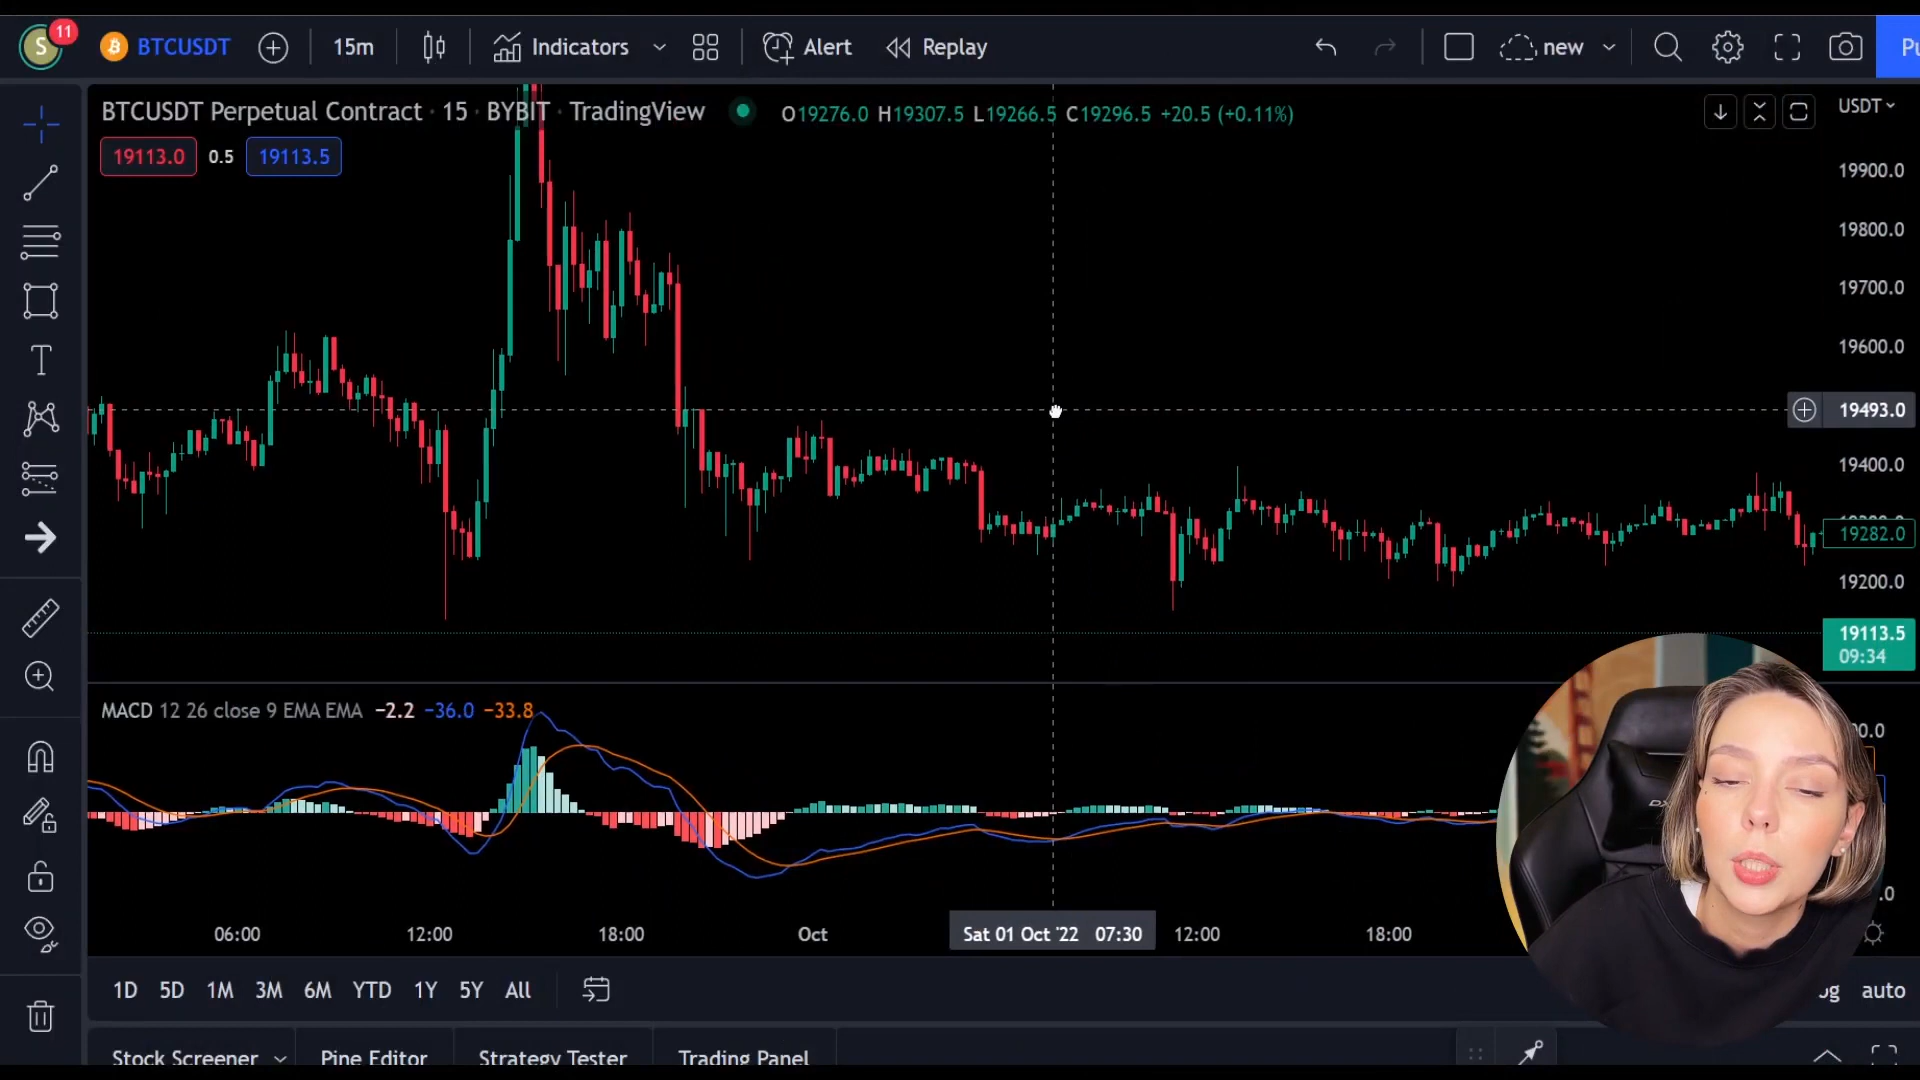 S 11 BTCUSDT 15m Indicators Alert Replay new
BTCUSDT Perpetual Contract · 15 · BYBIT · TradingView O19276.0 H19307.5 L19266.5 C19296.5 +20.5 (+0.11%) USDT
19113.0 0.5 19113.5
19900.0
19800.0
19700.0
19600.0
19493.0
19400.0
19282.0
19200.0
19113.5
09:34
MACD 12 26 close 9 EMA EMA −2.2 −36.0 −33.8
06:00 12:00 18:00 Oct Sat 01 Oct '22 07:30 12:00 18:00
1D 5D 1M 3M 6M YTD 1Y 5Y All auto
Stock Screener Pine Editor Strategy Tester Trading Panel